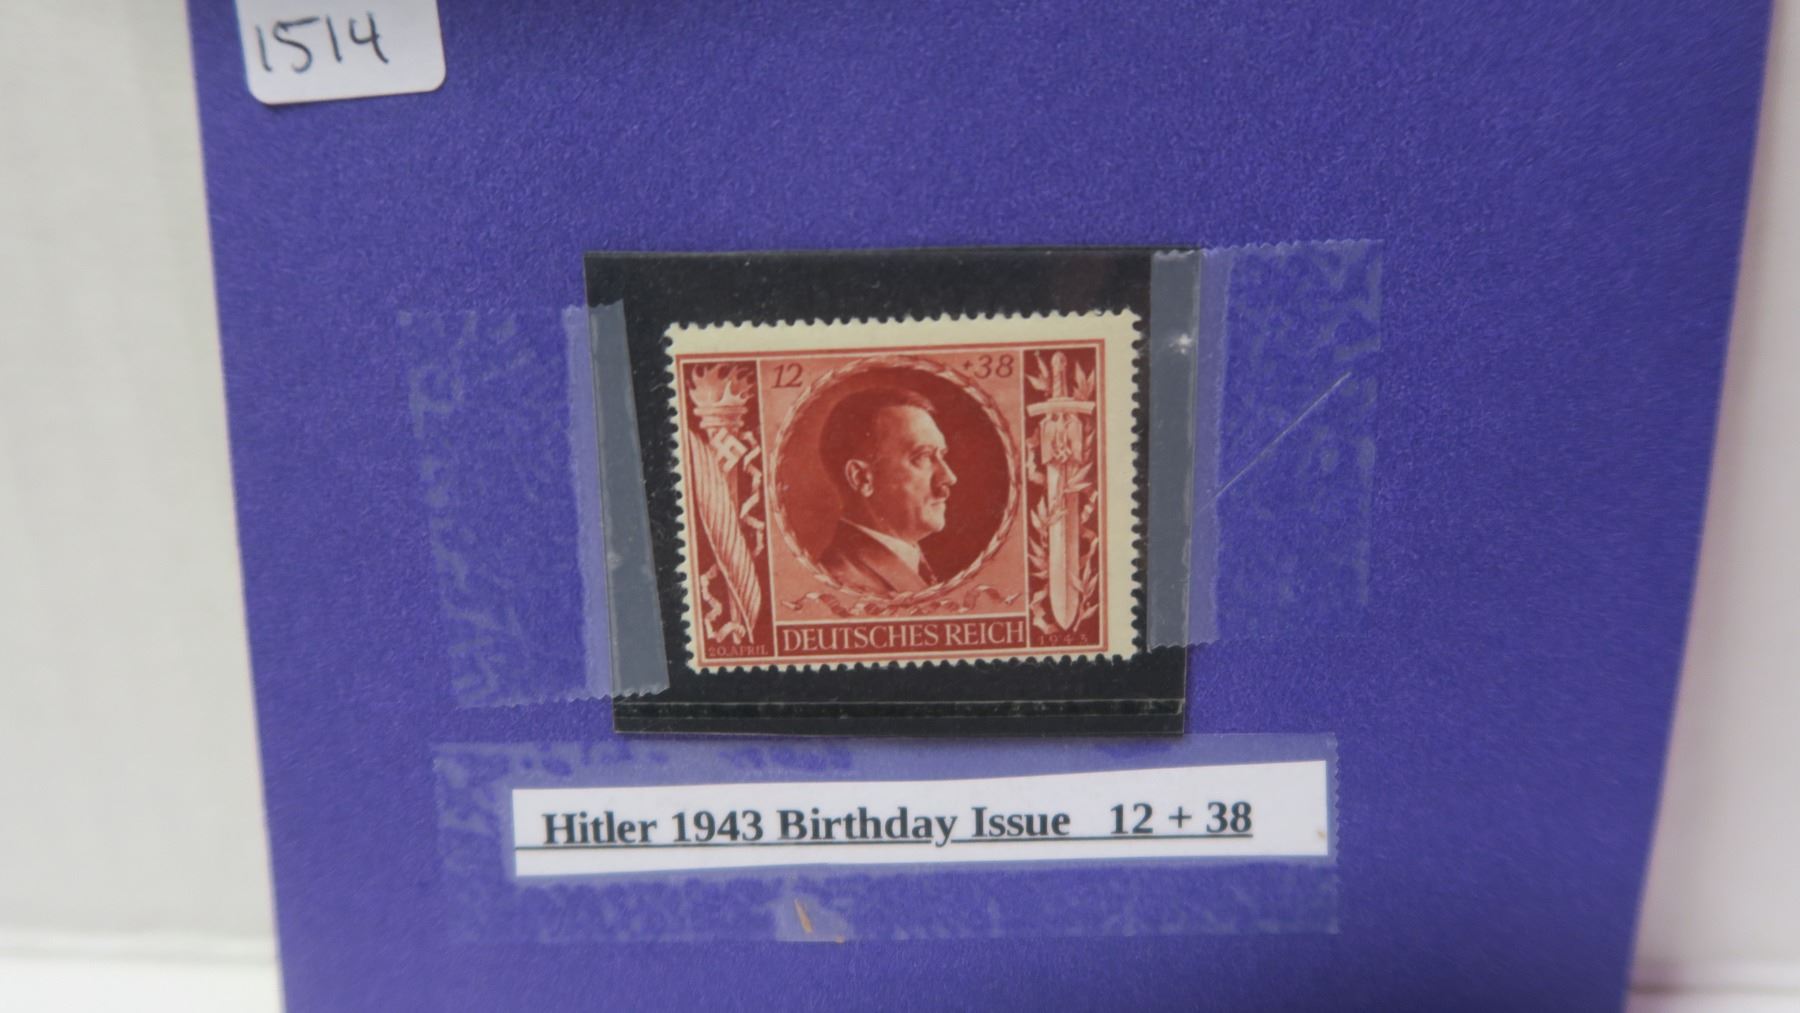 1514
12 +38
20. APRIL DEUTSCHES REICH 1943
Hitler 1943 Birthday Issue 12 + 38